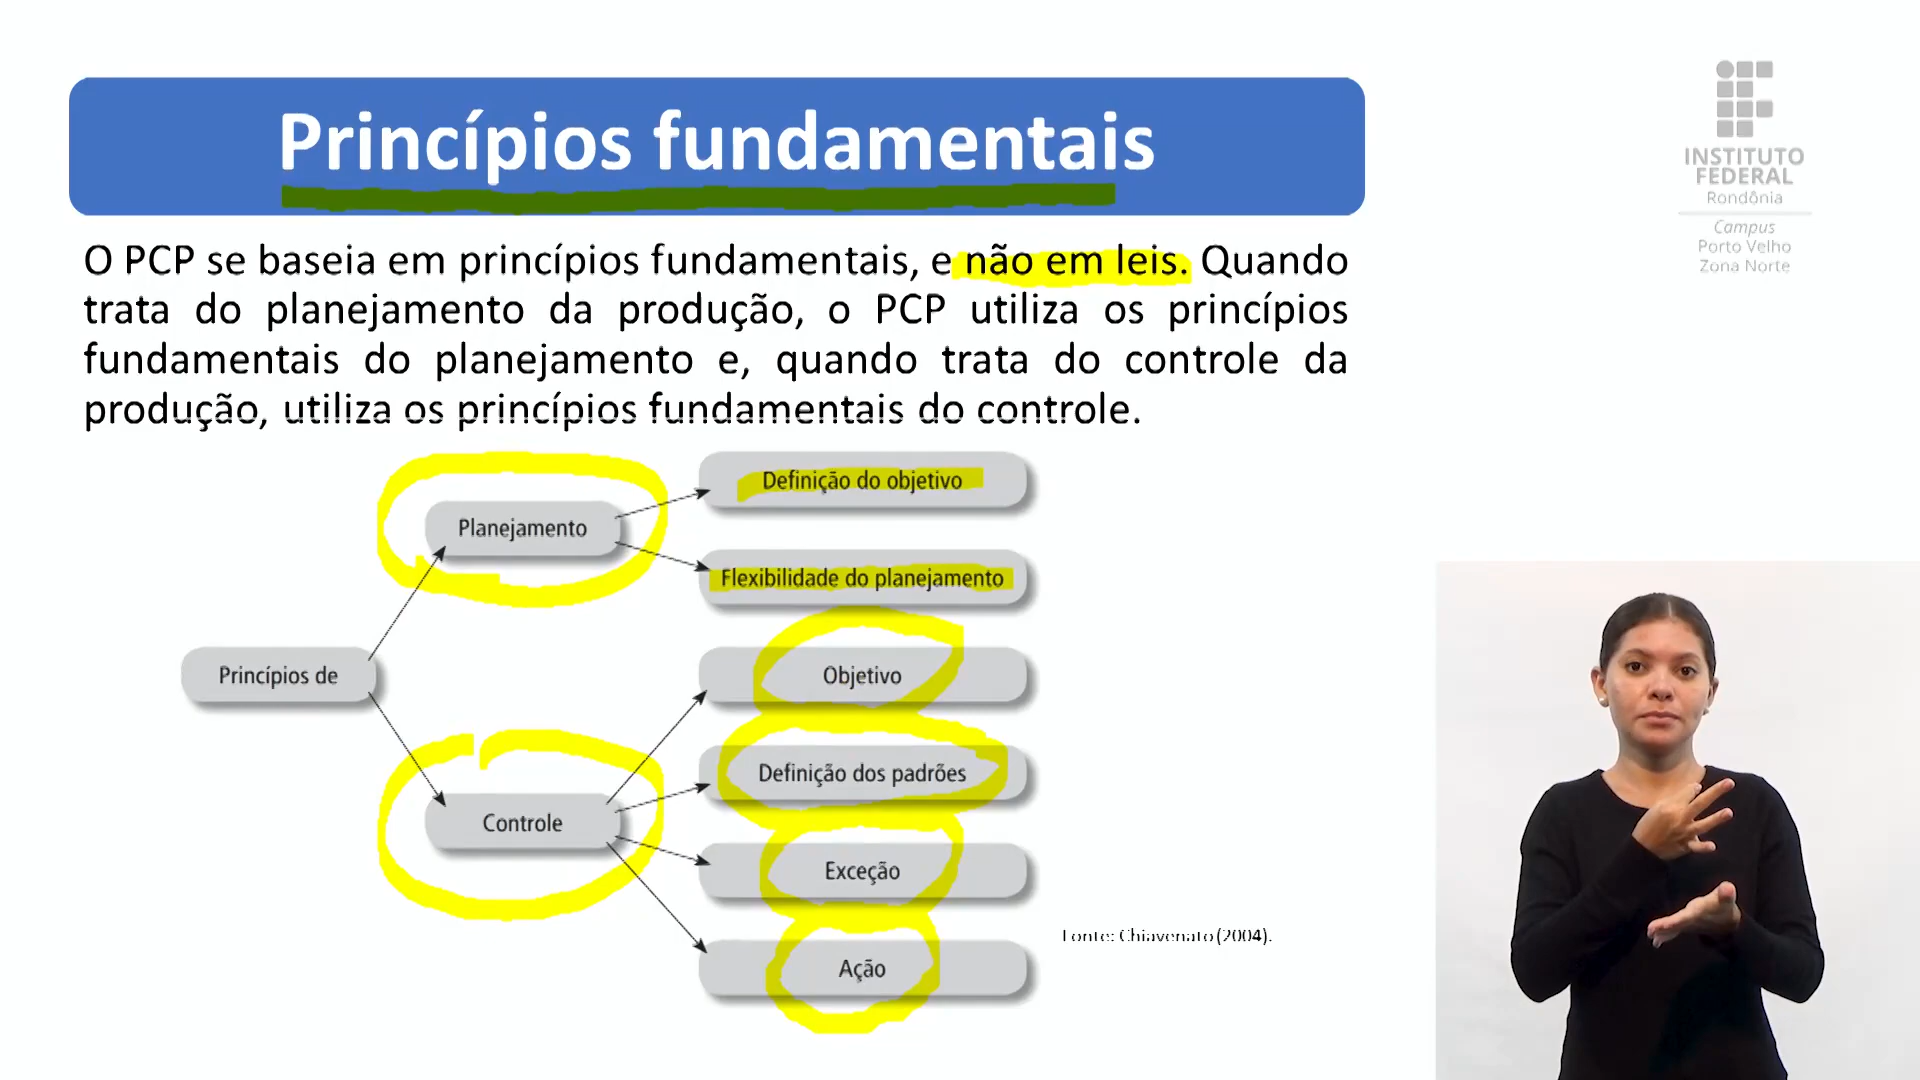 Princípios fundamentais
INSTITUTO
FEDERAL
Rondônia
Campus
Porto Velho
Zona Norte
O PCP se baseia em princípios fundamentais, e não em leis. Quando
trata do planejamento da produção, o PCP utiliza os princípios
fundamentais do planejamento e, quando trata do controle da
produção, utiliza os princípios fundamentais do controle.
Definição do objetivo
Planejamento
Flexibilidade do planejamento
Princípios de
Objetivo
Definição dos padrões
Controle
Exceção
Ação
Fonte: Chiavenato (2004).